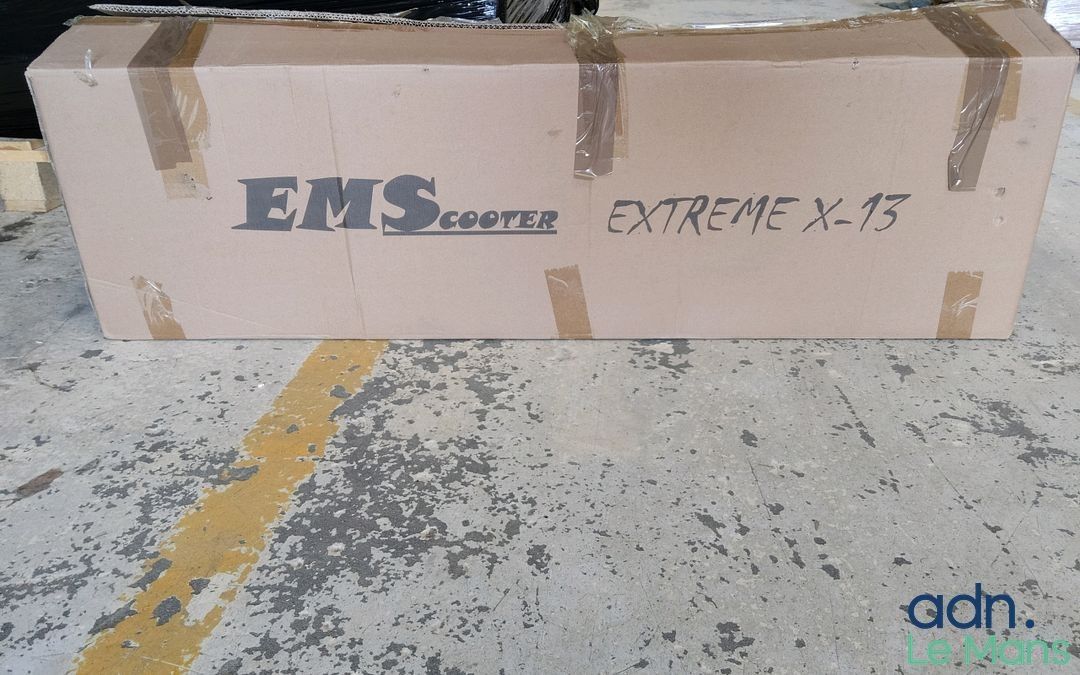 EMSCOOTER EXTREME X-13
adn.
Le Mans